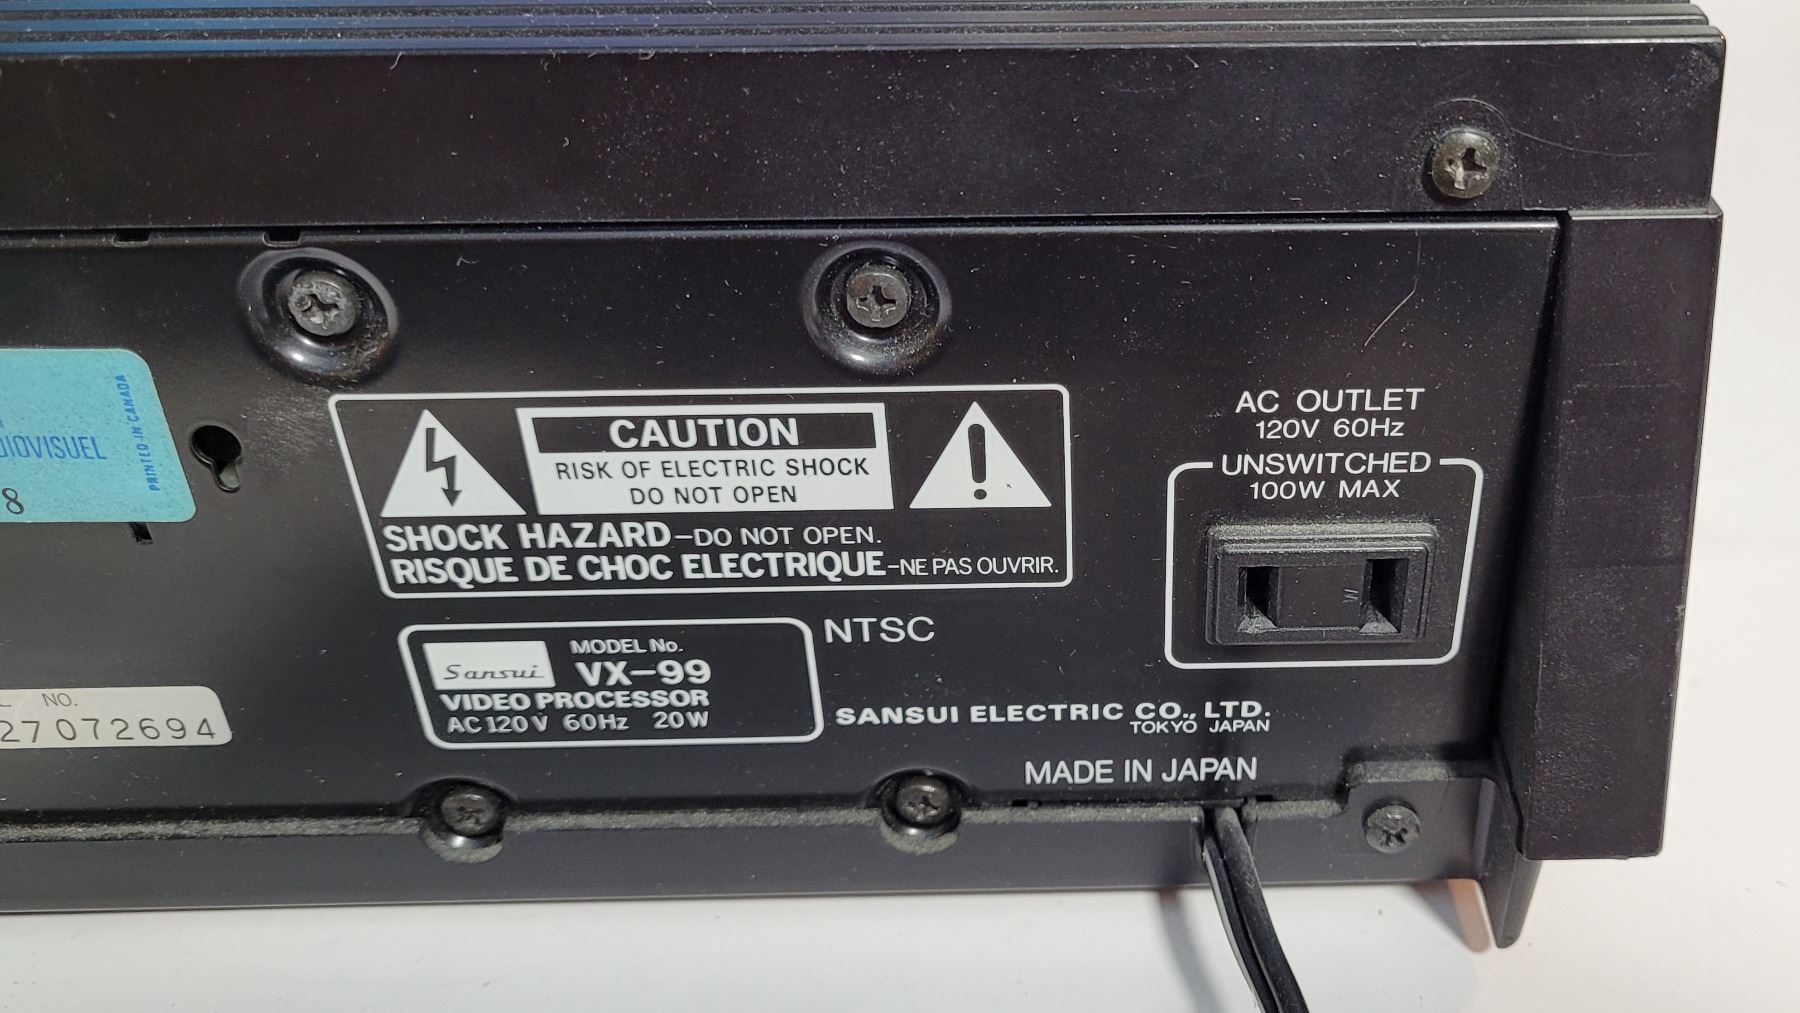 DIOVISUEL
PRINTED IN CANADA
8
CAUTION
RISK OF ELECTRIC SHOCK
DO NOT OPEN
SHOCK HAZARD–DO NOT OPEN.
RISQUE DE CHOC ELECTRIQUE–NE PAS OUVRIR.
AC OUTLET
120V 60Hz
UNSWITCHED
100W MAX
W
NO.
27072694
Sansui
MODEL No.
VX–99
VIDEO PROCESSOR
AC 120V 60Hz 20W
NTSC
SANSUI ELECTRIC CO., LTD.
TOKYO JAPAN
MADE IN JAPAN